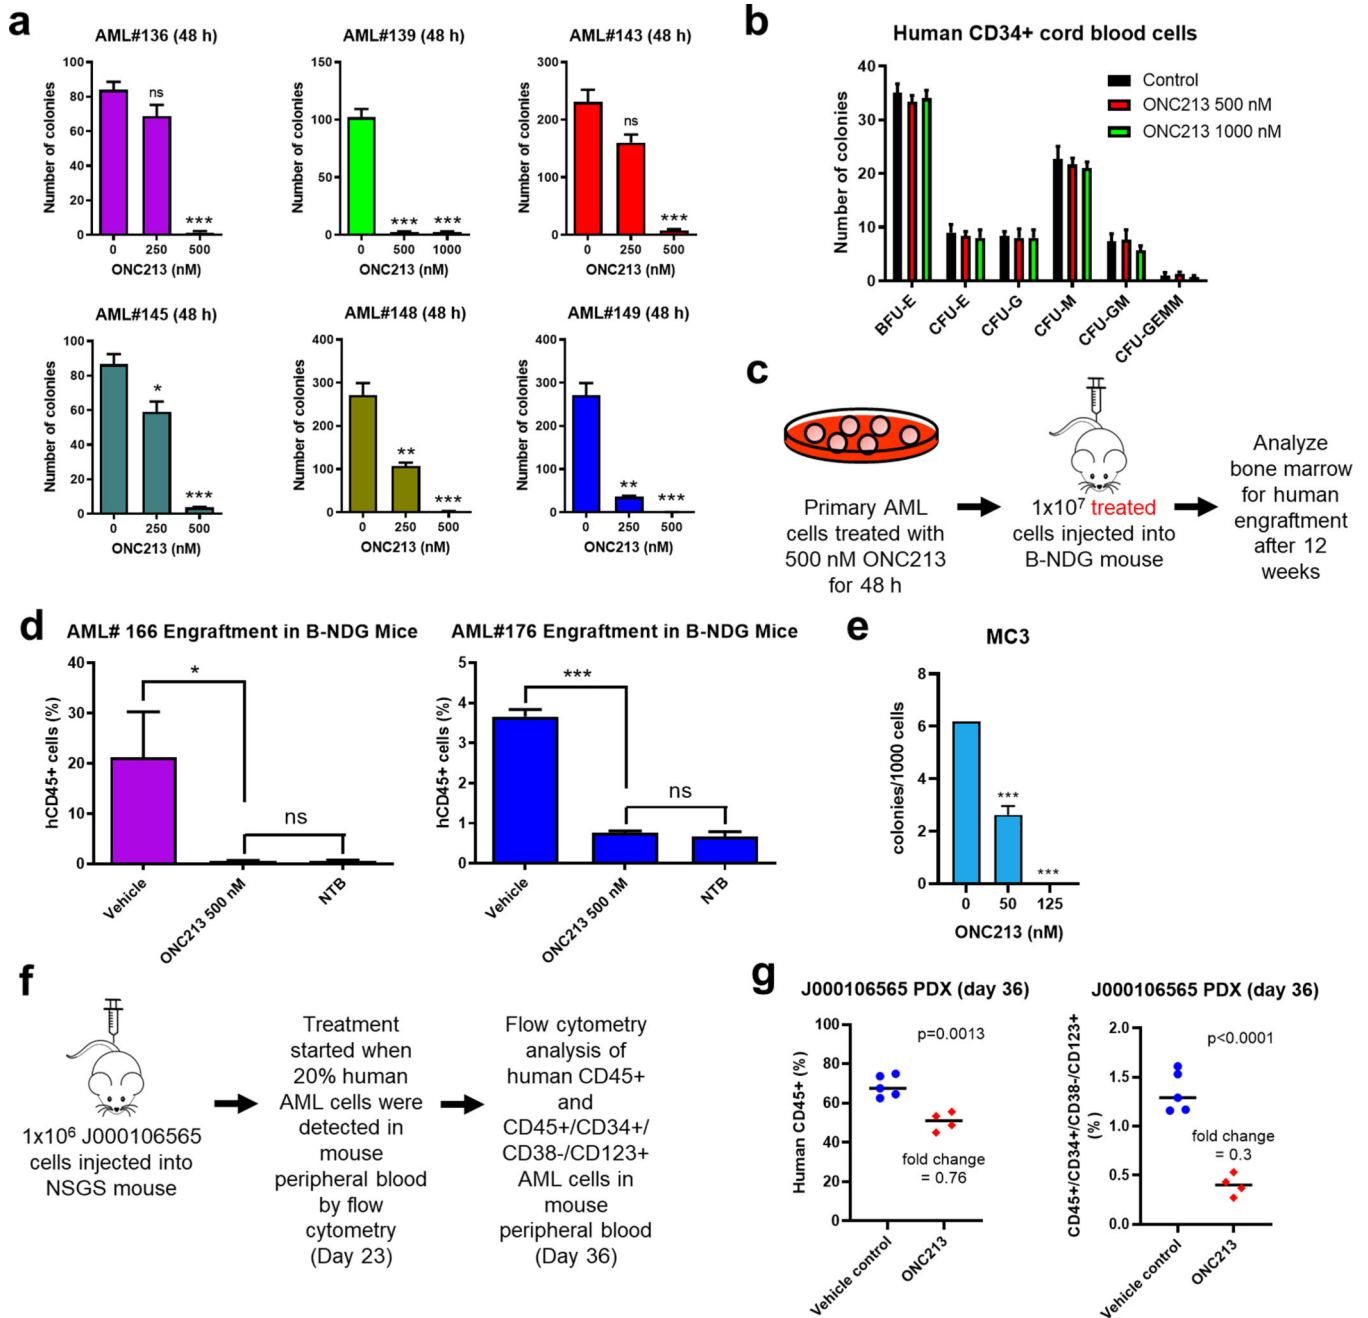 a
AML#136 (48 h)
Number of colonies
100
80
60
40
20
0
ns
***
0 250 500
ONC213 (nM)
AML#139 (48 h)
Number of colonies
150
100
50
0
*** ***
0 500 1000
ONC213 (nM)
AML#143 (48 h)
Number of colonies
300
200
100
0
ns
***
0 250 500
ONC213 (nM)
AML#145 (48 h)
Number of colonies
100
80
60
40
20
0
*
***
0 250 500
ONC213 (nM)
AML#148 (48 h)
Number of colonies
400
300
200
100
0
**
***
0 250 500
ONC213 (nM)
AML#149 (48 h)
Number of colonies
400
300
200
100
0
**
***
0 250 500
ONC213 (nM)
b
Human CD34+ cord blood cells
Number of colonies
40
30
20
10
0
Control
ONC213 500 nM
ONC213 1000 nM
BFU-E
CFU-E
CFU-G
CFU-M
CFU-GM
CFU-GEMM
c
Primary AML
cells treated with
500 nM ONC213
for 48 h
1x10⁷ treated
cells injected into
B-NDG mouse
Analyze
bone marrow
for human
engraftment
after 12
weeks
d
AML# 166 Engraftment in B-NDG Mice
hCD45+ cells (%)
40
30
20
10
0
*
ns
Vehicle
ONC213 500 nM
NTB
AML#176 Engraftment in B-NDG Mice
hCD45+ cells (%)
5
4
3
2
1
0
***
ns
Vehicle
ONC213 500 nM
NTB
e
MC3
colonies/1000 cells
8
6
4
2
0
***
***
0 50 125
ONC213 (nM)
f
1x10⁶ J000106565
cells injected into
NSGS mouse
Treatment
started when
20% human
AML cells were
detected in
mouse
peripheral blood
by flow
cytometry
(Day 23)
Flow cytometry
analysis of
human CD45+
and
CD45+/CD34+/
CD38-/CD123+
AML cells in
mouse
peripheral blood
(Day 36)
g
J000106565 PDX (day 36)
Human CD45+ (%)
100
80
60
40
20
0
p=0.0013
fold change
= 0.76
Vehicle control
ONC213
J000106565 PDX (day 36)
CD45+/CD34+/CD38-/CD123+
(%)
2.0
1.5
1.0
0.5
0.0
p<0.0001
fold change
= 0.3
Vehicle control
ONC213